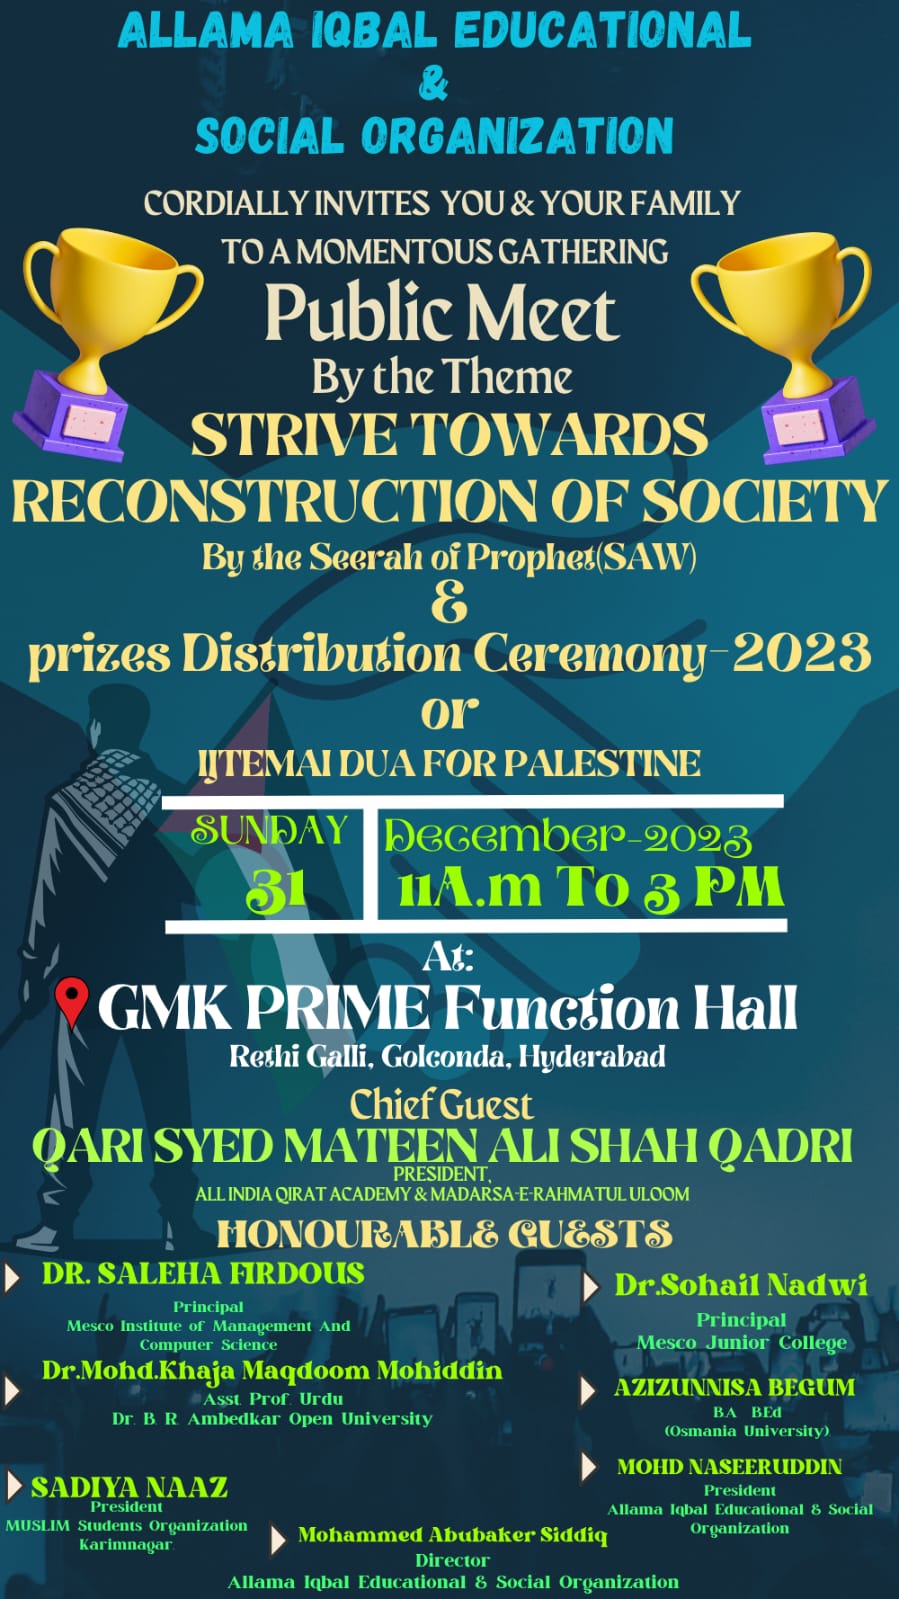 ALLAMA IQBAL EDUCATIONAL
&
SOCIAL ORGANIZATION
CORDIALLY INVITES YOU & YOUR FAMILY
TO A MOMENTOUS GATHERING
Public Meet
By the Theme
STRIVE TOWARDS
RECONSTRUCTION OF SOCIETY
By the Seerah of Prophet(SAW)
&
prizes Distribution Ceremony-2023
or
IJTEMAI DUA FOR PALESTINE
SUNDAY
31
December-2023
11A.m To 3 PM
At:
GMK PRIME Function Hall
Rethi Galli, Golconda, Hyderabad
Chief Guest
QARI SYED MATEEN ALI SHAH QADRI
PRESIDENT,
ALL INDIA QIRAT ACADEMY & MADARSA-E-RAHMATUL ULOOM
HONOURABLE GUESTS
DR. SALEHA FIRDOUS
Principal
Mesco Institute of Management And
Computer Science
Dr.Sohail Nadwi
Principal
Mesco Junior College
Dr.Mohd.Khaja Maqdoom Mohiddin
Asst. Prof. Urdu
Dr. B. R. Ambedkar Open University
AZIZUNNISA BEGUM
BA BEd
(Osmania University)
SADIYA NAAZ
President
MUSLIM Students Organization
Karimnagar.
MOHD NASEERUDDIN
President
Allama Iqbal Educational & Social
Organization
Mohammed Abubaker Siddiq
Director
Allama Iqbal Educational & Social Organization